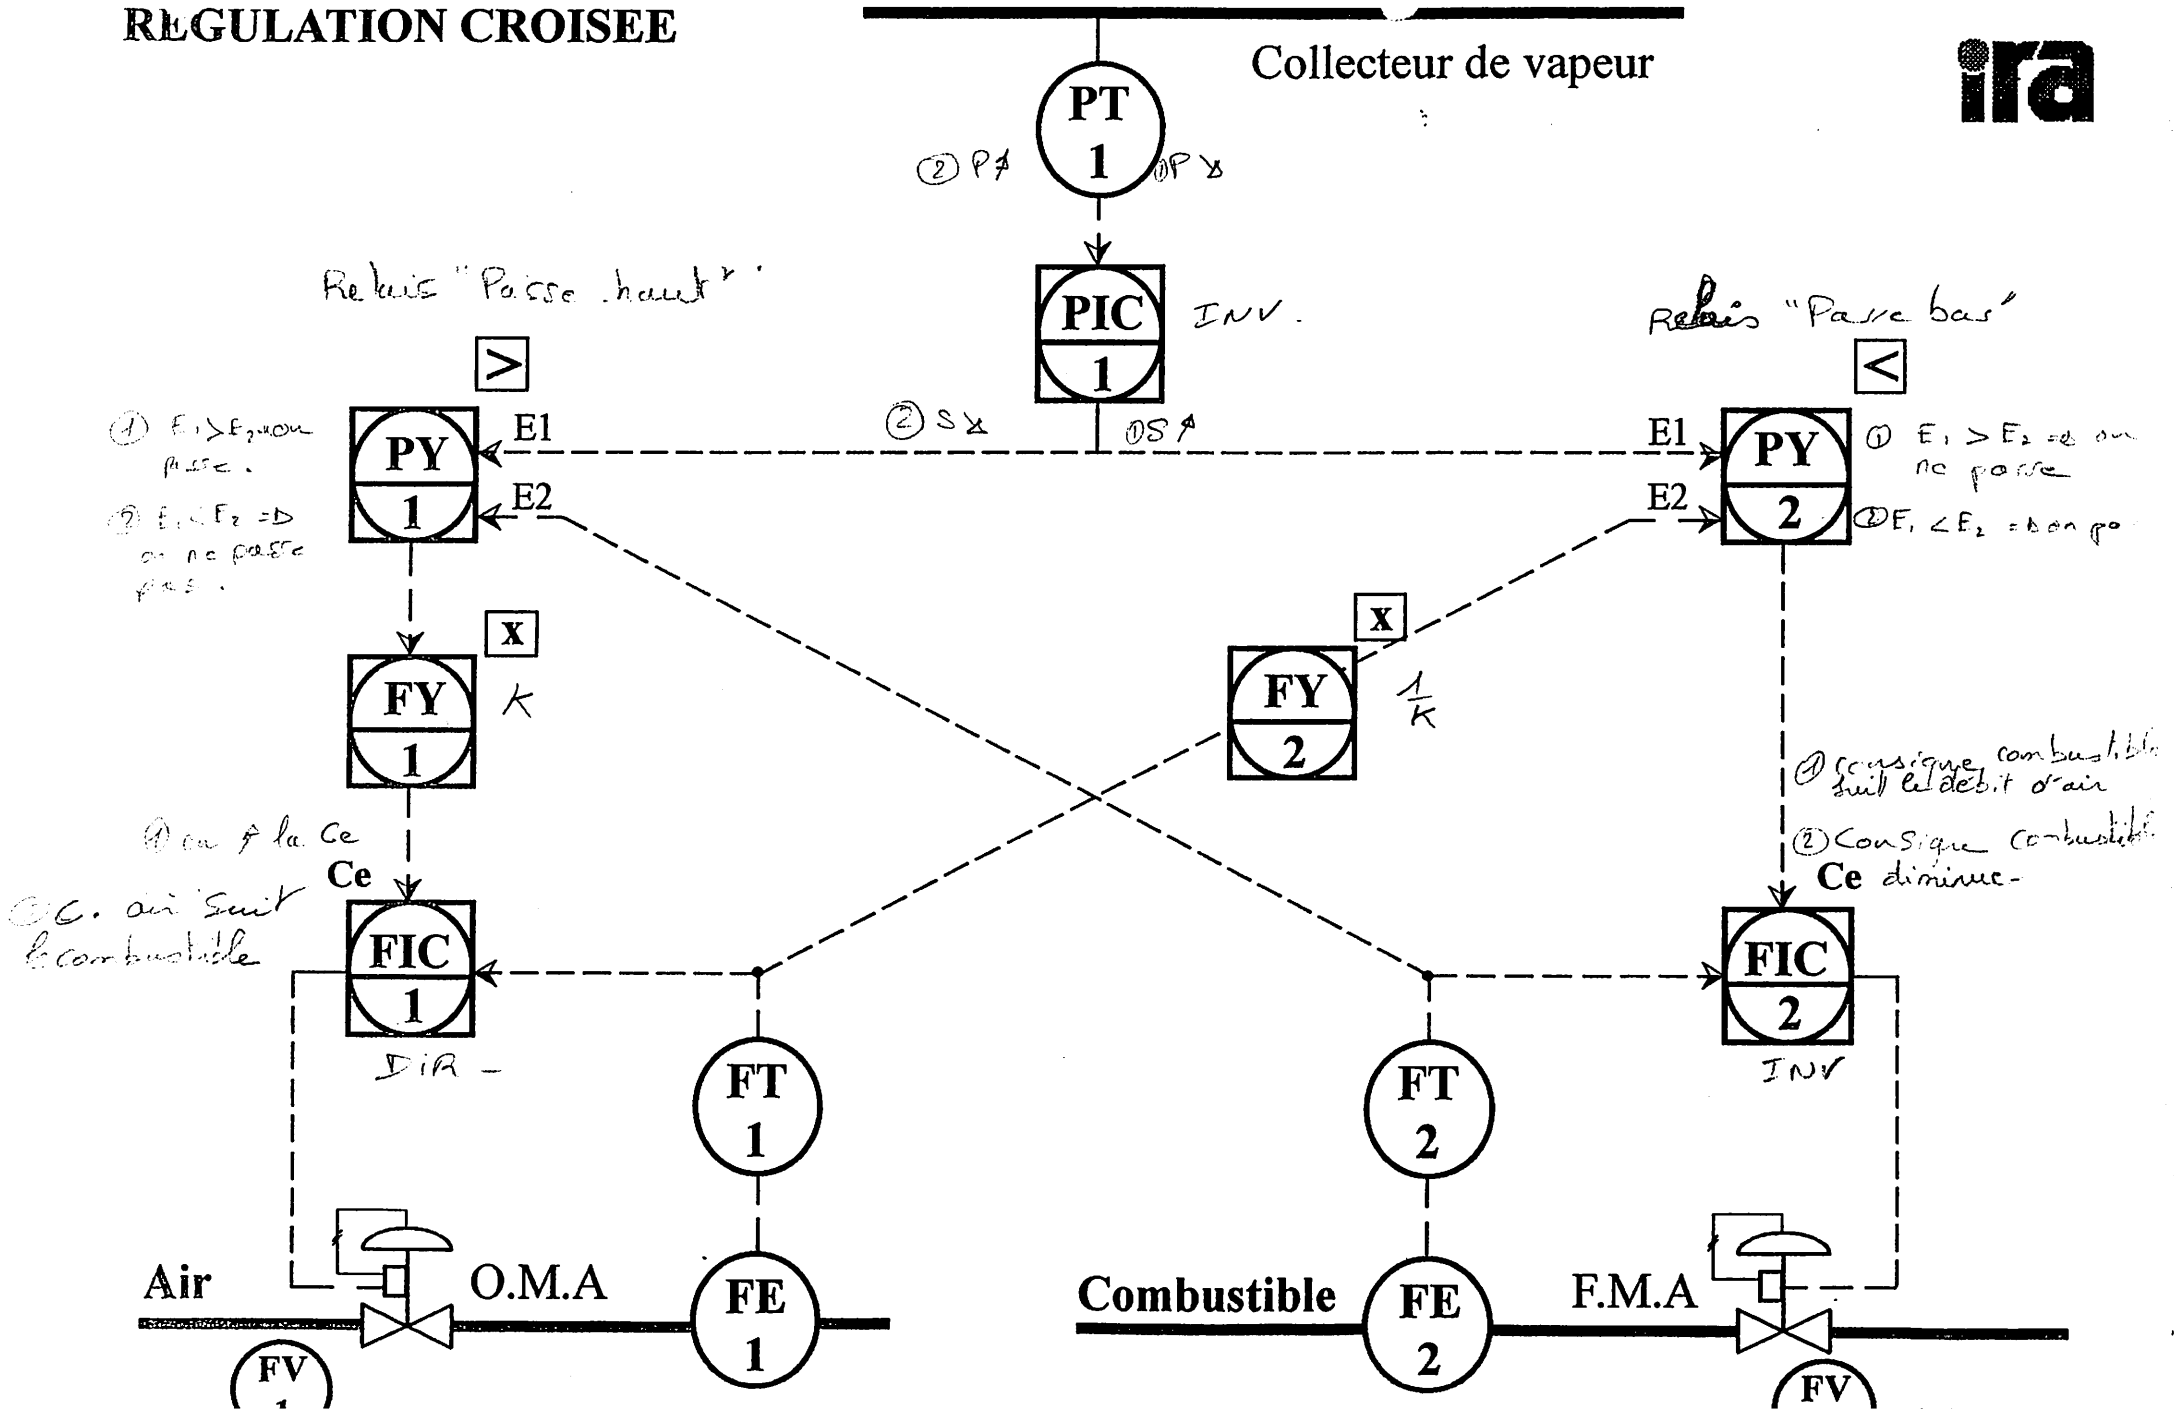 REGULATION CROISEE
Collecteur de vapeur
ira
PT
1
② P↗
① P↘
Relais "Passe haut"
PIC
1
INV.
Relais "Passe bas"
>
<
② S↘
① S↑
PY
1
E1
E2
① E1 > E2 => on
passe.
② E1 < E2 => 
on ne passe
pas.
E1
E2
PY
2
① E1 > E2 => on
ne passe
② E1 < E2 => on pa
x
FY
1
K
x
FY
2
1/K
① consigne combustible
suit le débit d'air
② Consigne combustible
Ce diminue-
① on ↑ la Ce
Ce
② C. air suit
le combustible
FIC
1
DIR -
FIC
2
INV
FT
1
FT
2
Air
O.M.A
FE
1
Combustible
FE
2
F.M.A
FV
1
FV